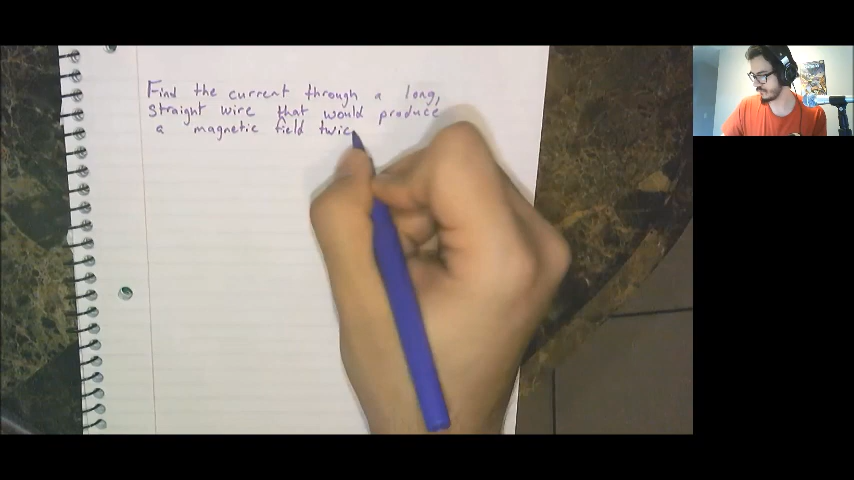 Find the current through a long,
straight wire that would produce
a magnetic field twic